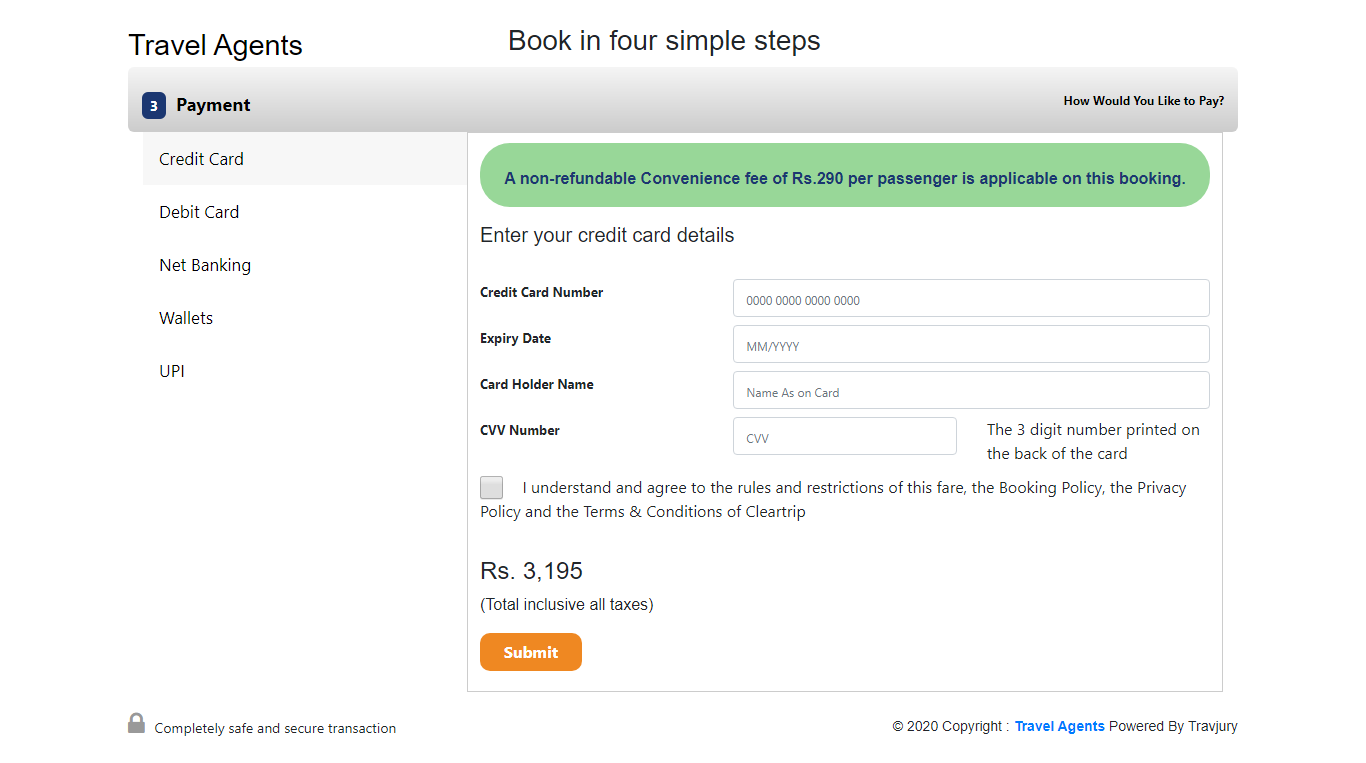 Travel Agents
Book in four simple steps
3 Payment
How Would You Like to Pay?
Credit Card
Debit Card
Net Banking
Wallets
UPI
A non-refundable Convenience fee of Rs.290 per passenger is applicable on this booking.
Enter your credit card details
Credit Card Number
0000 0000 0000 0000
Expiry Date
MM/YYYY
Card Holder Name
Name As on Card
CVV Number
CVV
The 3 digit number printed on
the back of the card
I understand and agree to the rules and restrictions of this fare, the Booking Policy, the Privacy
Policy and the Terms & Conditions of Cleartrip
Rs. 3,195
(Total inclusive all taxes)
Submit
Completely safe and secure transaction
© 2020 Copyright : Travel Agents Powered By Travjury